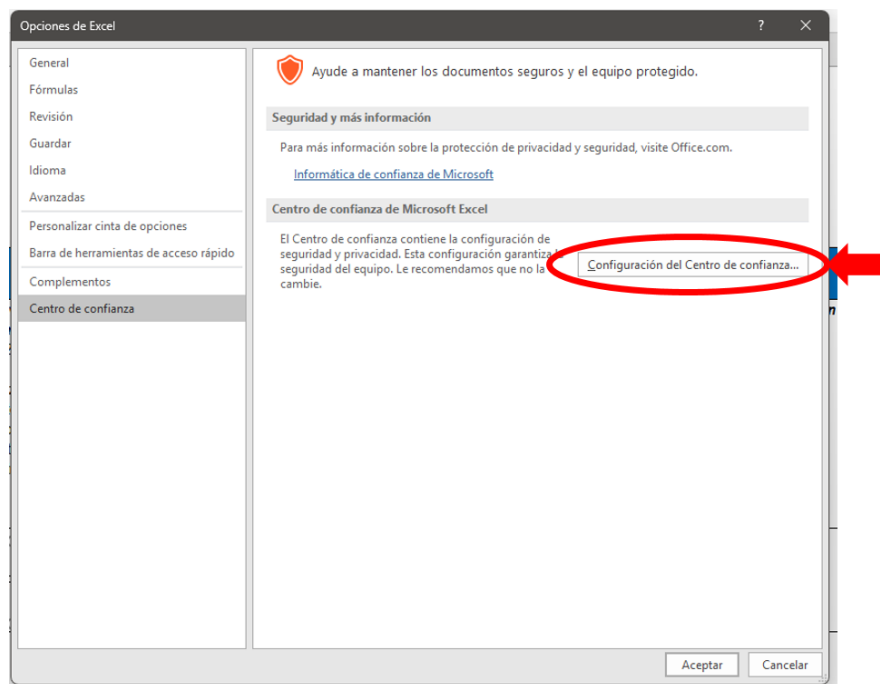 Opciones de Excel
General
Fórmulas
Revisión
Guardar
Idioma
Avanzadas
Personalizar cinta de opciones
Barra de herramientas de acceso rápido
Complementos
Centro de confianza
Ayude a mantener los documentos seguros y el equipo protegido.
Seguridad y más información
Para más información sobre la protección de privacidad y seguridad, visite Office.com.
Informática de confianza de Microsoft
Centro de confianza de Microsoft Excel
El Centro de confianza contiene la configuración de
seguridad y privacidad. Esta configuración garantiza
seguridad del equipo. Le recomendamos que no la
cambie.
Configuración del Centro de confianza...
Aceptar
Cancelar